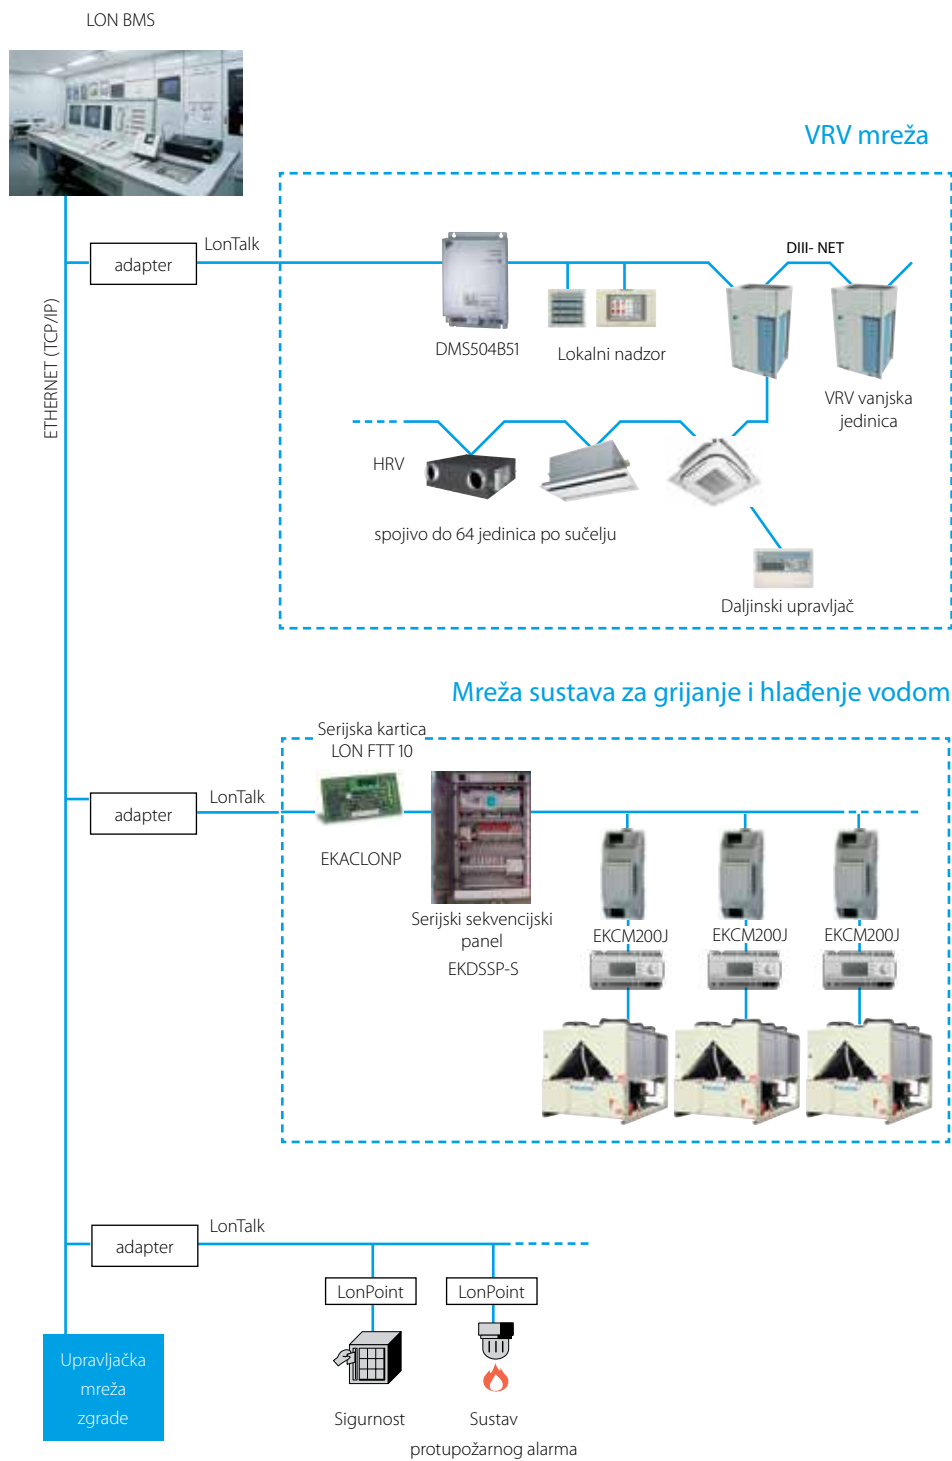 LON BMS
VRV mreža
LonTalk
adapter
DIII- NET
ETHERNET (TCP/IP)
DMS504B51
Lokalni nadzor
VRV vanjska
jedinica
HRV
spojivo do 64 jedinica po sučelju
Daljinski upravljač
Mreža sustava za grijanje i hlađenje vodom
Serijska kartica
LON FTT 10
LonTalk
adapter
EKACLONP
Serijski sekvencijski
panel
EKDSSP-S
EKCM200J
EKCM200J
EKCM200J
LonTalk
adapter
LonPoint
LonPoint
Upravljačka
mreža
zgrade
Sigurnost
Sustav
protupožarnog alarma